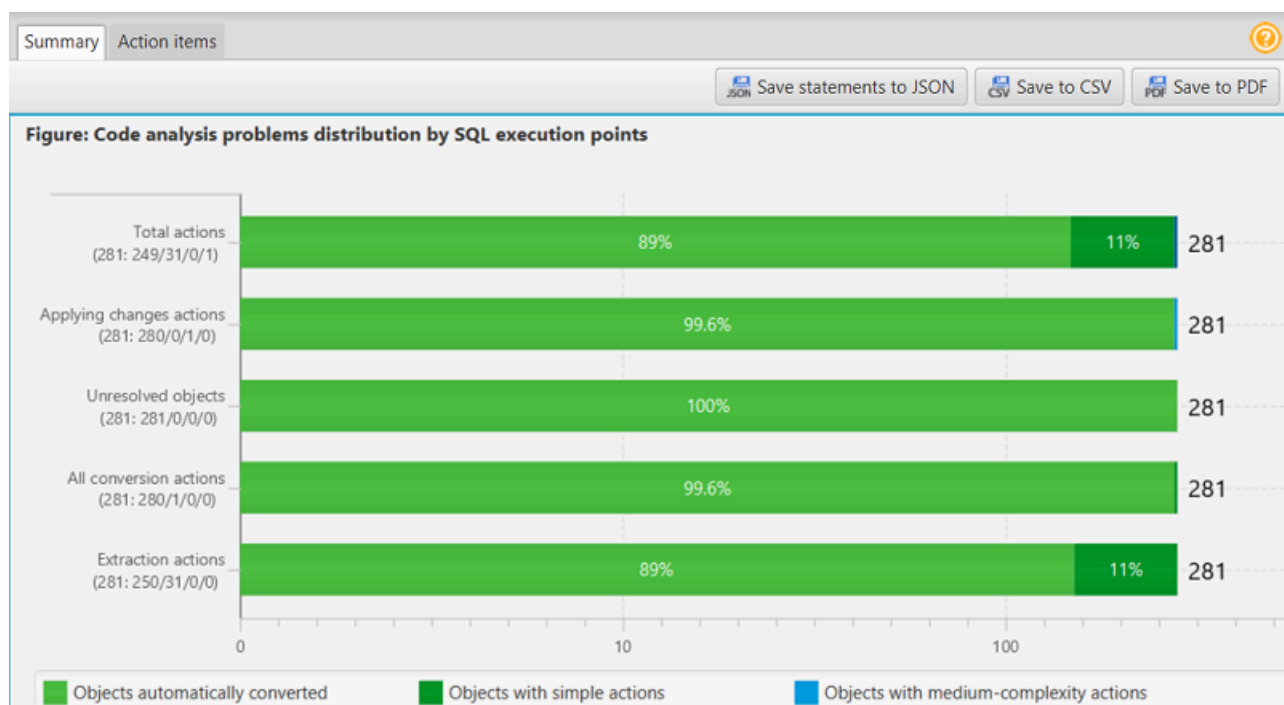 Summary Action items
JSON Save statements to JSON CSV Save to CSV PDF Save to PDF
Figure: Code analysis problems distribution by SQL execution points
Total actions
(281: 249/31/0/1)
89% 11% 281
Applying changes actions
(281: 280/0/1/0)
99.6% 281
Unresolved objects
(281: 281/0/0/0)
100% 281
All conversion actions
(281: 280/1/0/0)
99.6% 281
Extraction actions
(281: 250/31/0/0)
89% 11% 281
0 10 100
Objects automatically converted Objects with simple actions Objects with medium-complexity actions